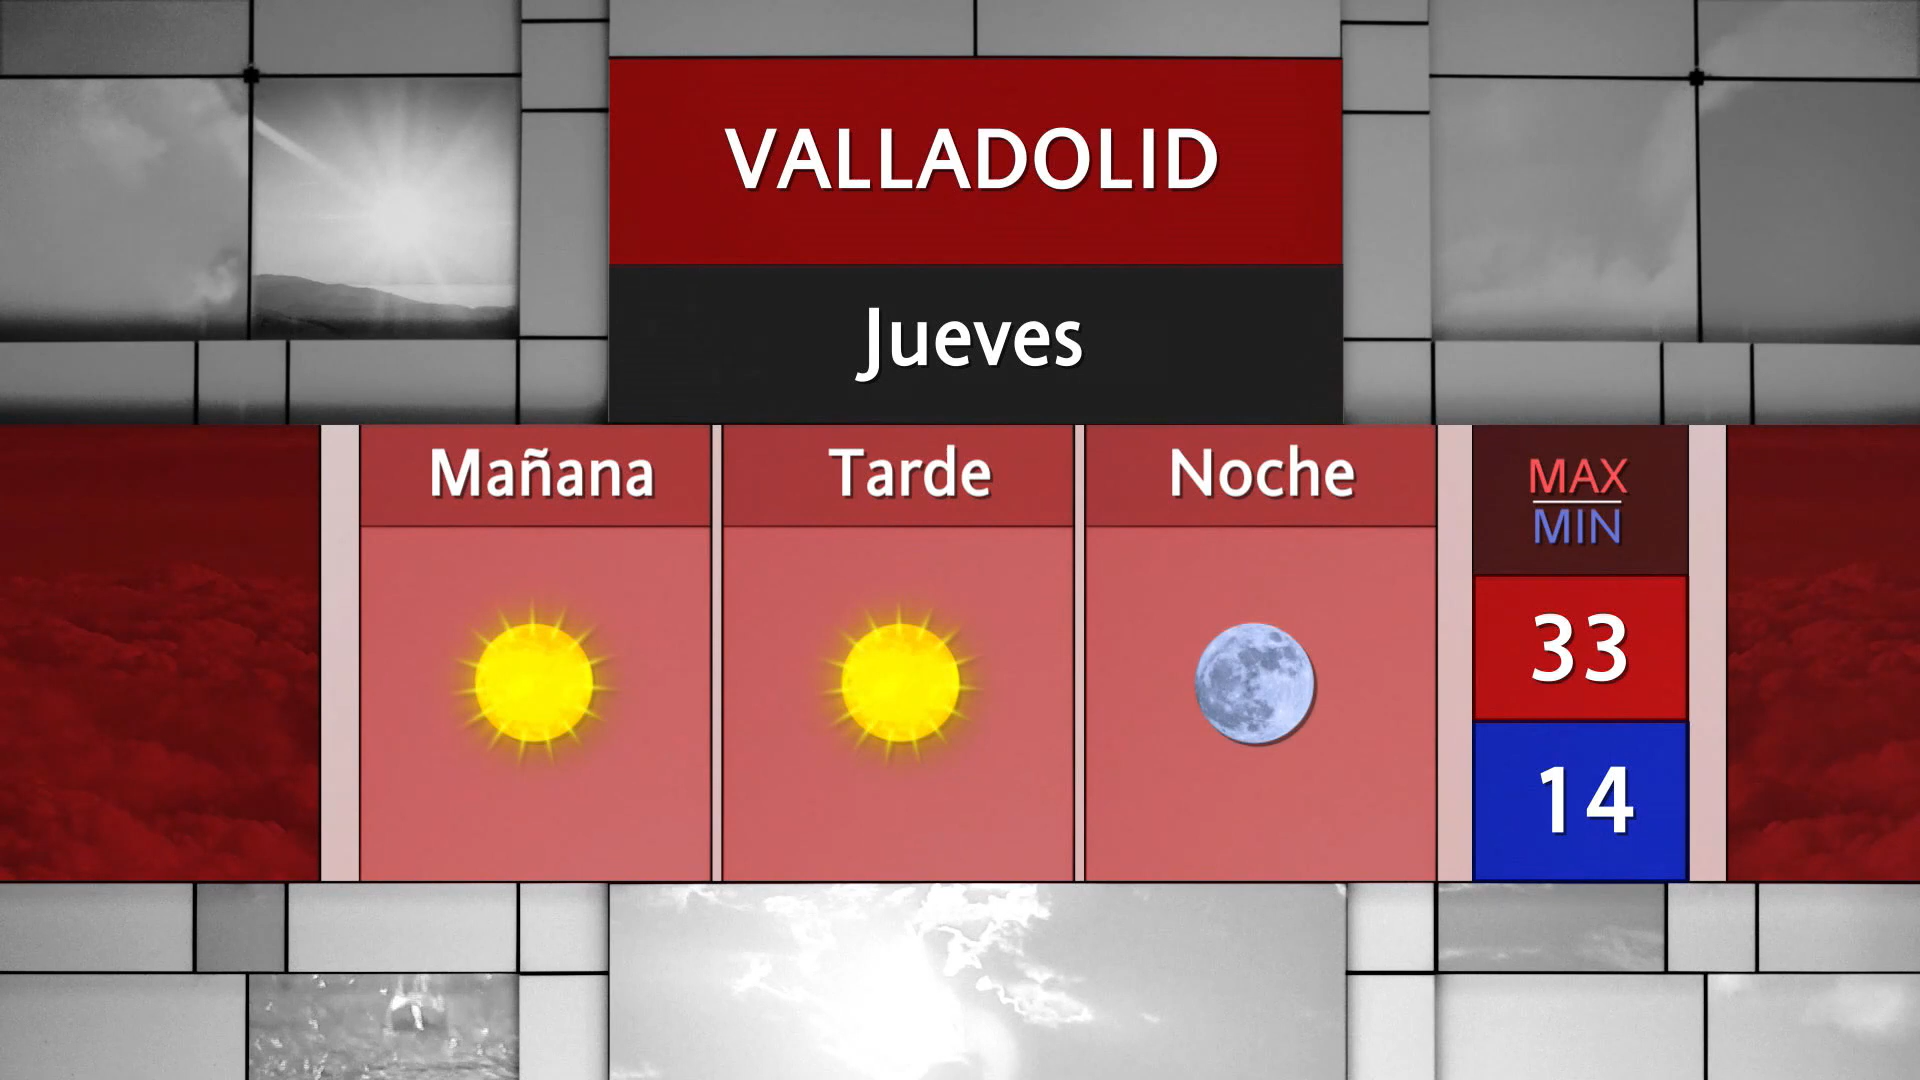 VALLADOLID
Jueves
Mañana
Tarde
Noche
MAX
MIN
33
14